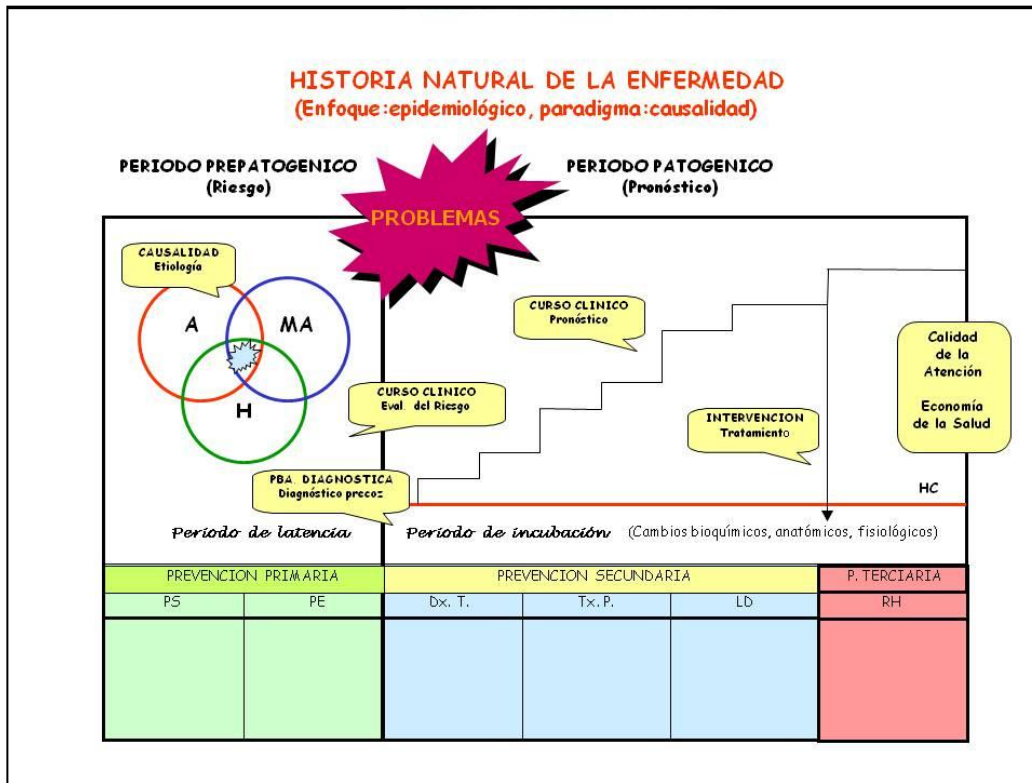 HISTORIA NATURAL DE LA ENFERMEDAD
(Enfoque:epidemiológico, paradigma:causalidad)
PERIODO PREPATOGENICO
(Riesgo)
PERIODO PATOGENICO
(Pronóstico)
PROBLEMAS
CAUSALIDAD
Etiología
A
MA
H
CURSO CLINICO
Pronóstico
CURSO CLINICO
Eval. del Riesgo
INTERVENCION
Tratamiento
Calidad
de la
Atención
Economía
de la Salud
PBA. DIAGNOSTICA
Diagnóstico precoz
HC
Período de latencia
Período de incubación
(Cambios bioquímicos, anatómicos, fisiológicos)
PREVENCION PRIMARIA
PREVENCION SECUNDARIA
P. TERCIARIA
PS
PE
Dx. T.
Tx. P.
LD
RH